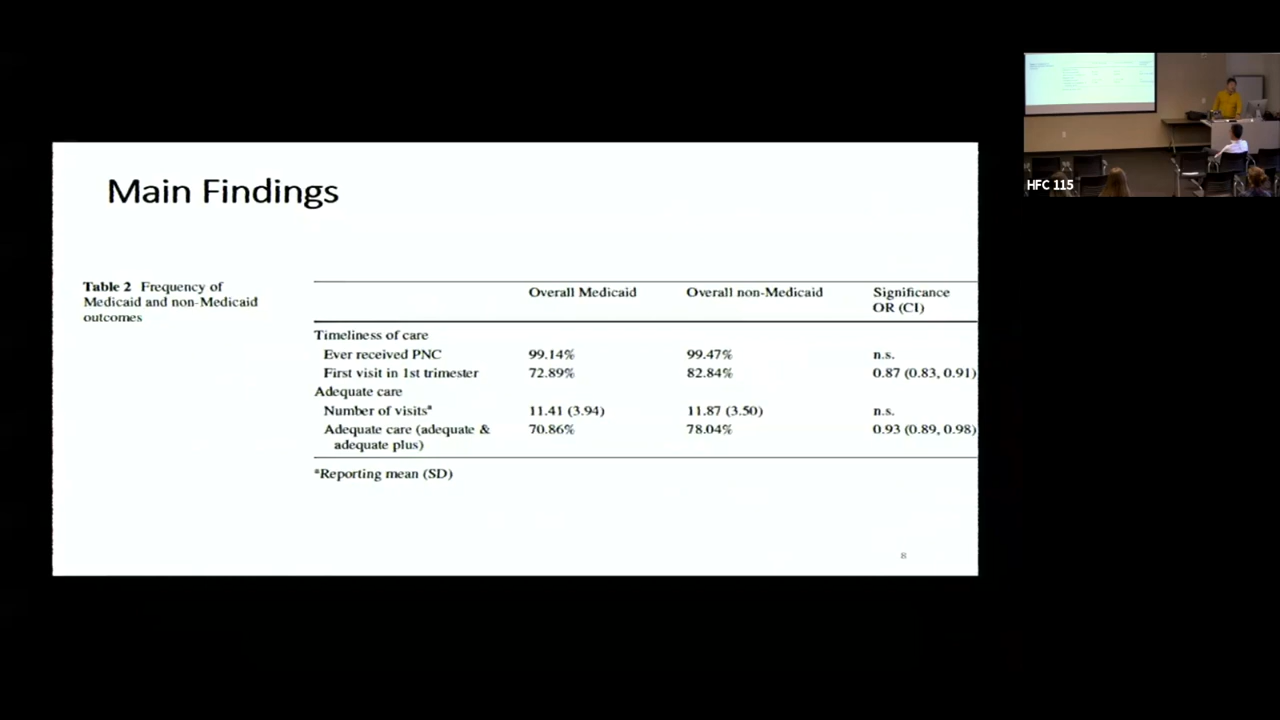 Main Findings
Table 2 Frequency of
Medicaid and non-Medicaid
outcomes
Overall Medicaid Overall non-Medicaid Significance
OR (CI)
Timeliness of care
Ever received PNC 99.14% 99.47% n.s.
First visit in 1st trimester 72.89% 82.84% 0.87 (0.83, 0.91)
Adequate care
Number of visitsª 11.41 (3.94) 11.87 (3.50) n.s.
Adequate care (adequate & 70.86% 78.04% 0.93 (0.89, 0.98)
adequate plus)
ªReporting mean (SD)
8
HFC 115